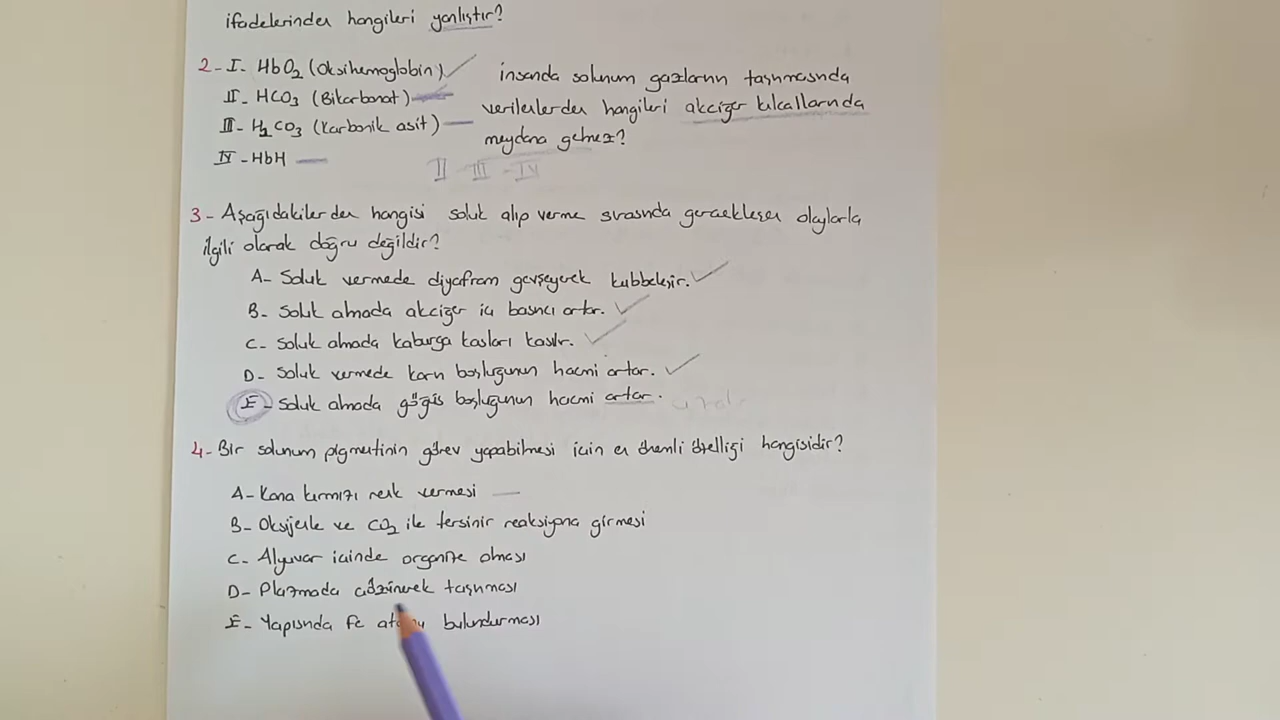 ifadelerinden hangileri yanlıştır?
2- I- HbO2 (Oksihemoglobin)
II- HCO3 (Bikarbonat)
III- H2CO3 (Karbonik asit)
IV- HbH
insanda solunum gazlarının taşınmasında
verilenlerden hangileri akciğer kılcallarında
meydana gelmez?
II - III - IV
3- Aşağıdakilerden hangisi soluk alıp verme sırasında gerçekleşen olaylarla
ilgili olarak doğru değildir?
A- Soluk vermede diyafram gevşeyerek kubbeleşir.
B- Soluk almada akciğer iç basıncı artar.
C- Soluk almada kaburga kasları kasılır.
D- Soluk vermede karın boşluğunun hacmi artar.
E- Soluk almada göğüs boşluğunun hacmi artar.
4- Bir solunum pigmentinin görev yapabilmesi için en önemli özelliği hangisidir?
A- Kana kırmızı renk vermesi
B- Oksijenle ve CO2 ile tersinir reaksiyona girmesi
C- Alyuvar içinde organize olması
D- Plazmada çözünerek taşınması
E- Yapısında Fe bulundurması